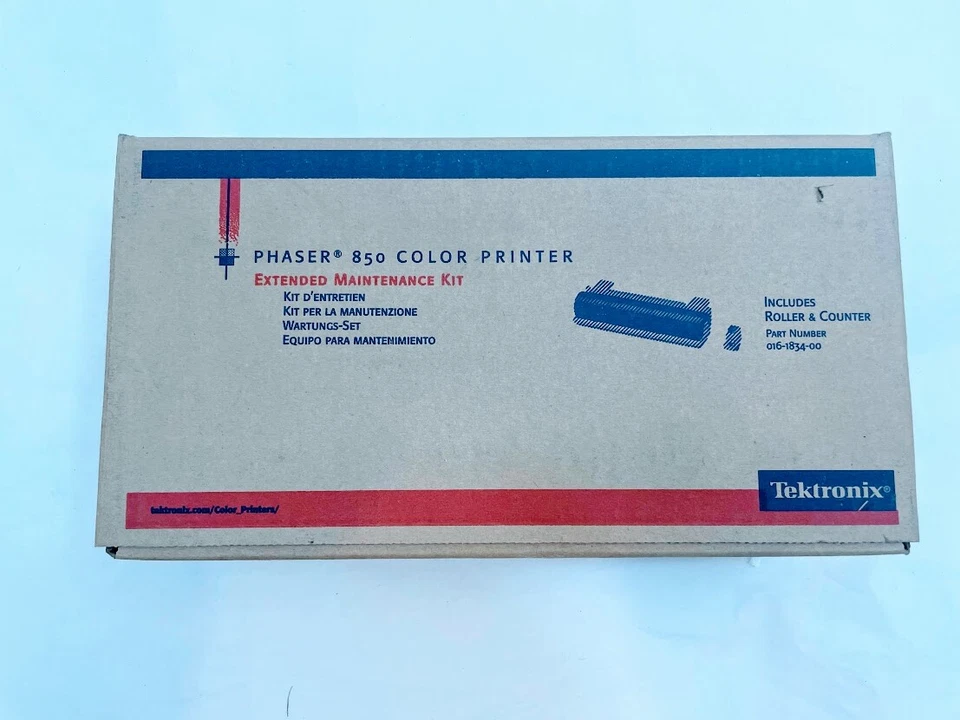 PHASER® 850 COLOR PRINTER
EXTENDED MAINTENANCE KIT
KIT D'ENTRETIEN
KIT PER LA MANUTENZIONE
WARTUNGS-SET
EQUIPO PARA MANTENIMIENTO
INCLUDES
ROLLER & COUNTER
PART NUMBER
016-1834-00
Tektronix®
tektronix.com/Color_Printers/